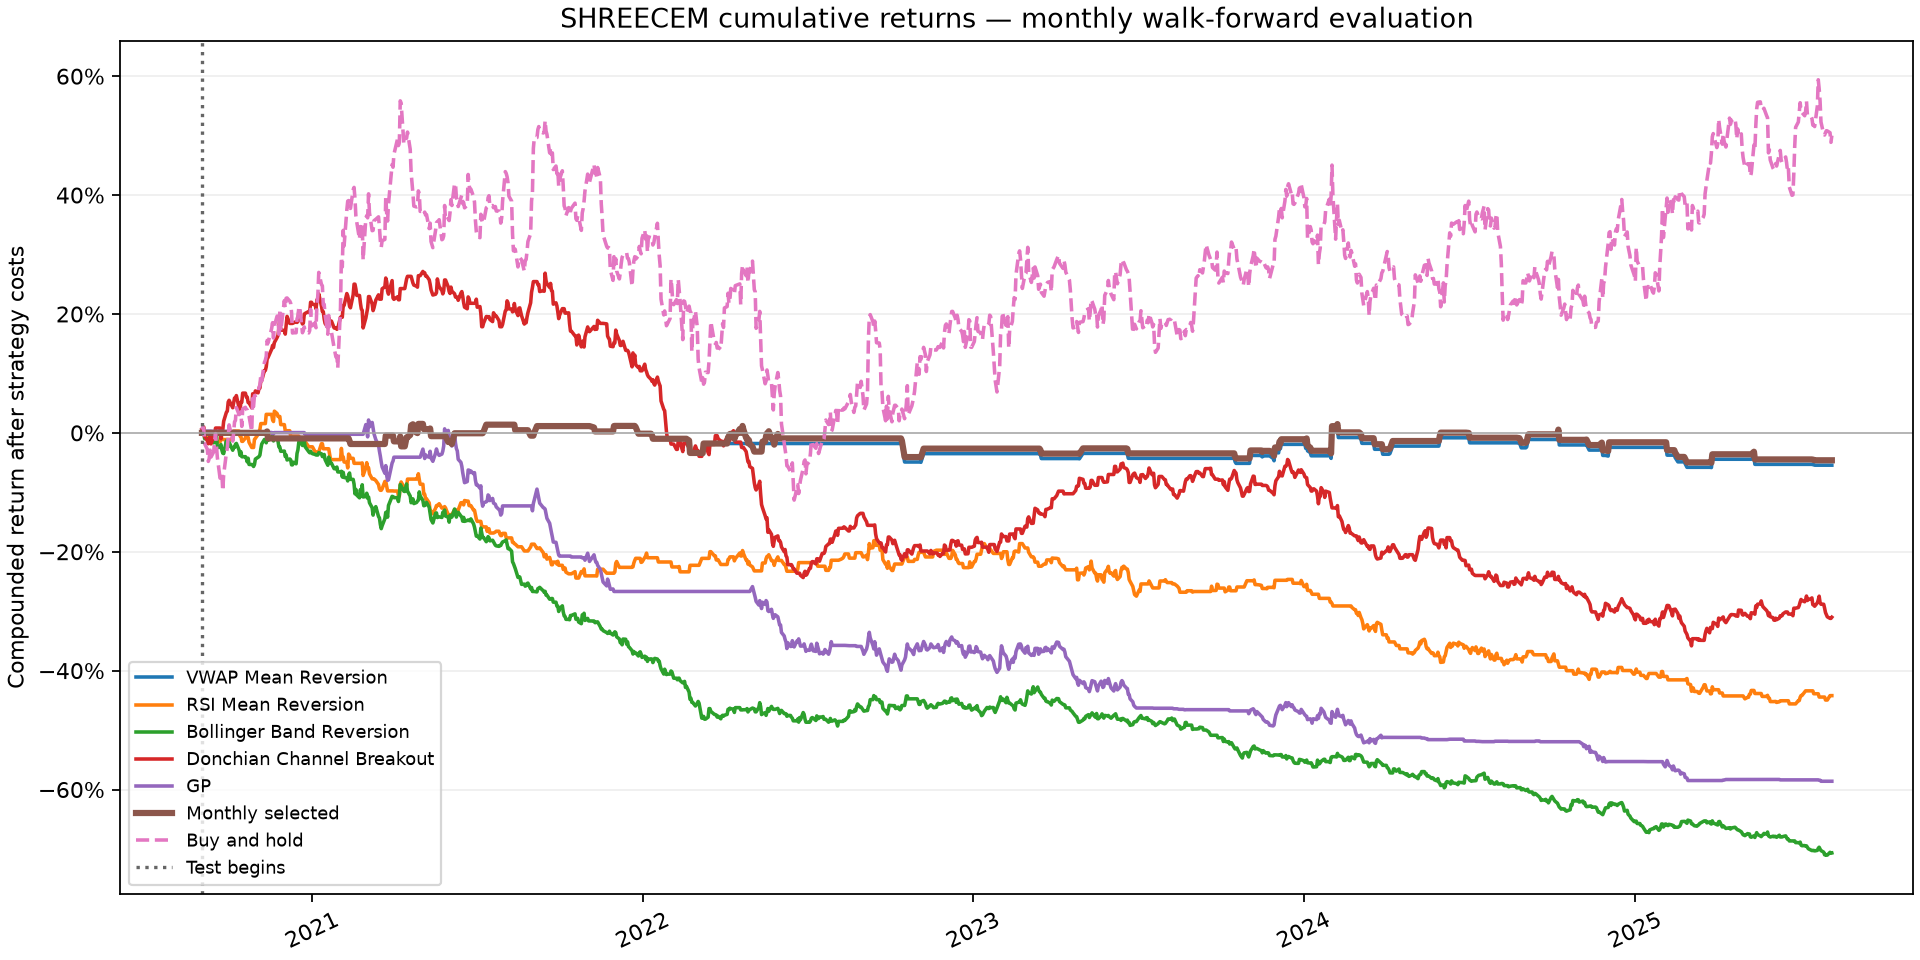 SHREECEM cumulative returns — monthly walk-forward evaluation
Compounded return after strategy costs
60%
40%
20%
0%
−20%
−40%
−60%
VWAP Mean Reversion
RSI Mean Reversion
Bollinger Band Reversion
Donchian Channel Breakout
GP
Monthly selected
Buy and hold
Test begins
2021
2022
2023
2024
2025